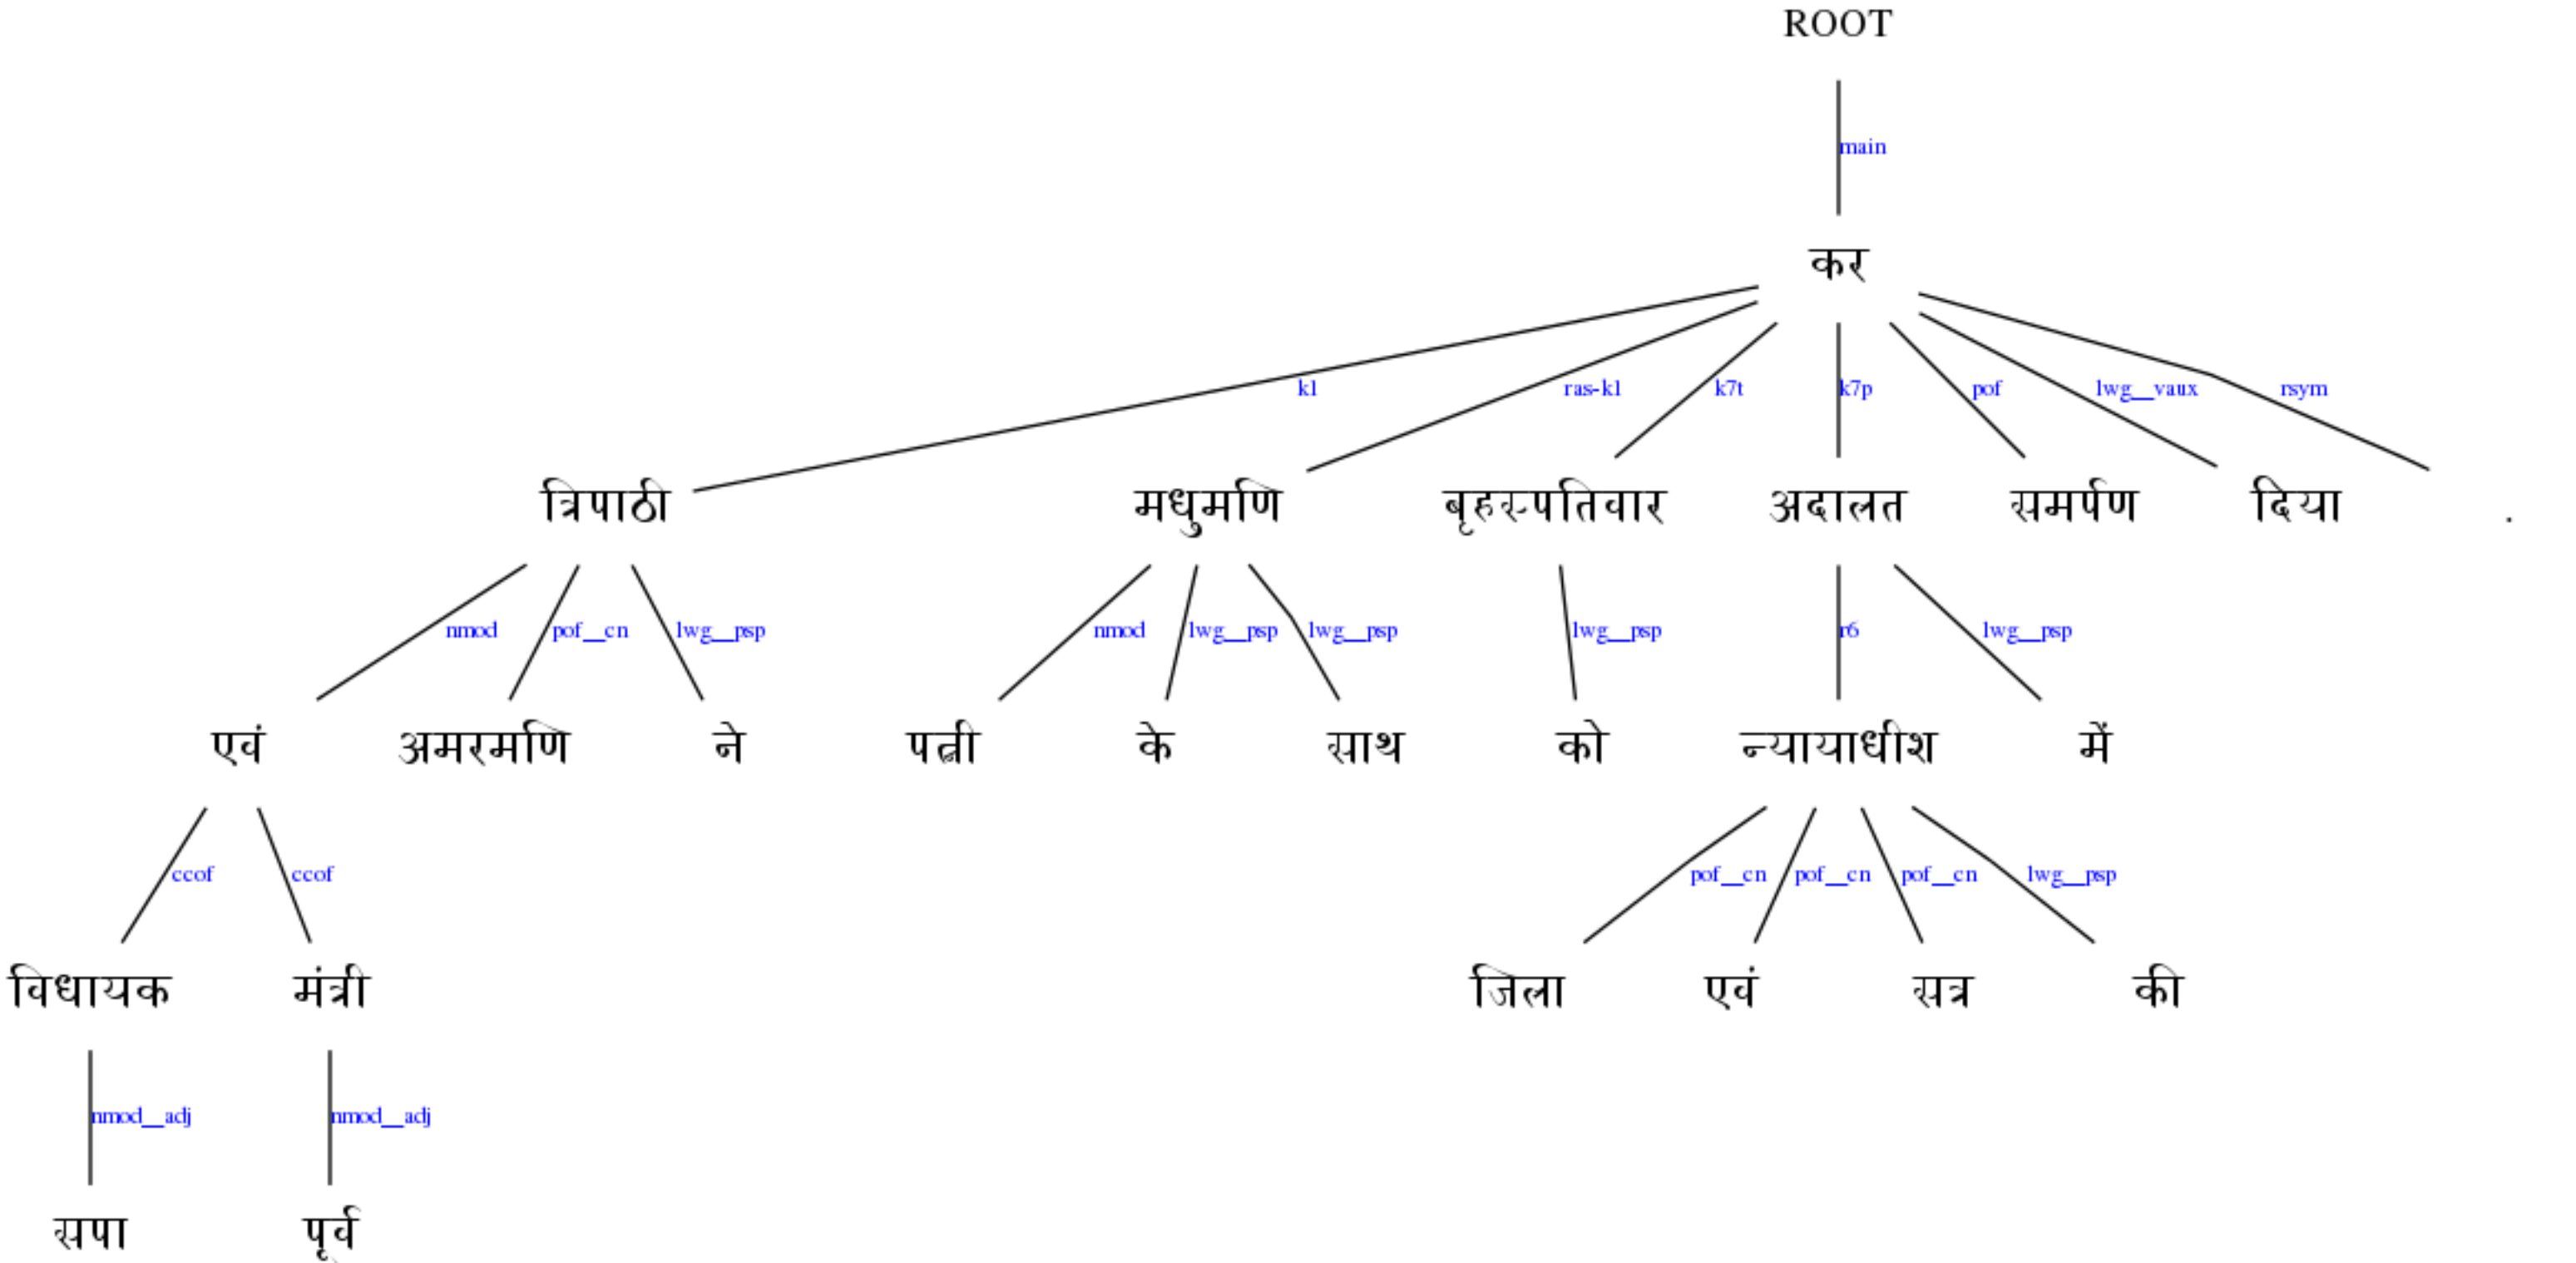 ROOT
main
कर
k1 ras-k1 k7t k7p pof lwg__vaux rsym
त्रिपाठी मधुमणि बृहस्पतिवार अदालत समर्पण दिया .
nmod pof__cn lwg__psp nmod lwg__psp lwg__psp lwg__psp r6 lwg__psp
एवं अमरमणि ने पत्नी के साथ को न्यायाधीश में
ccof ccof pof__cn pof__cn pof__cn lwg__psp
विधायक मंत्री जिला एवं सत्र की
nmod__adj nmod__adj
सपा पूर्व